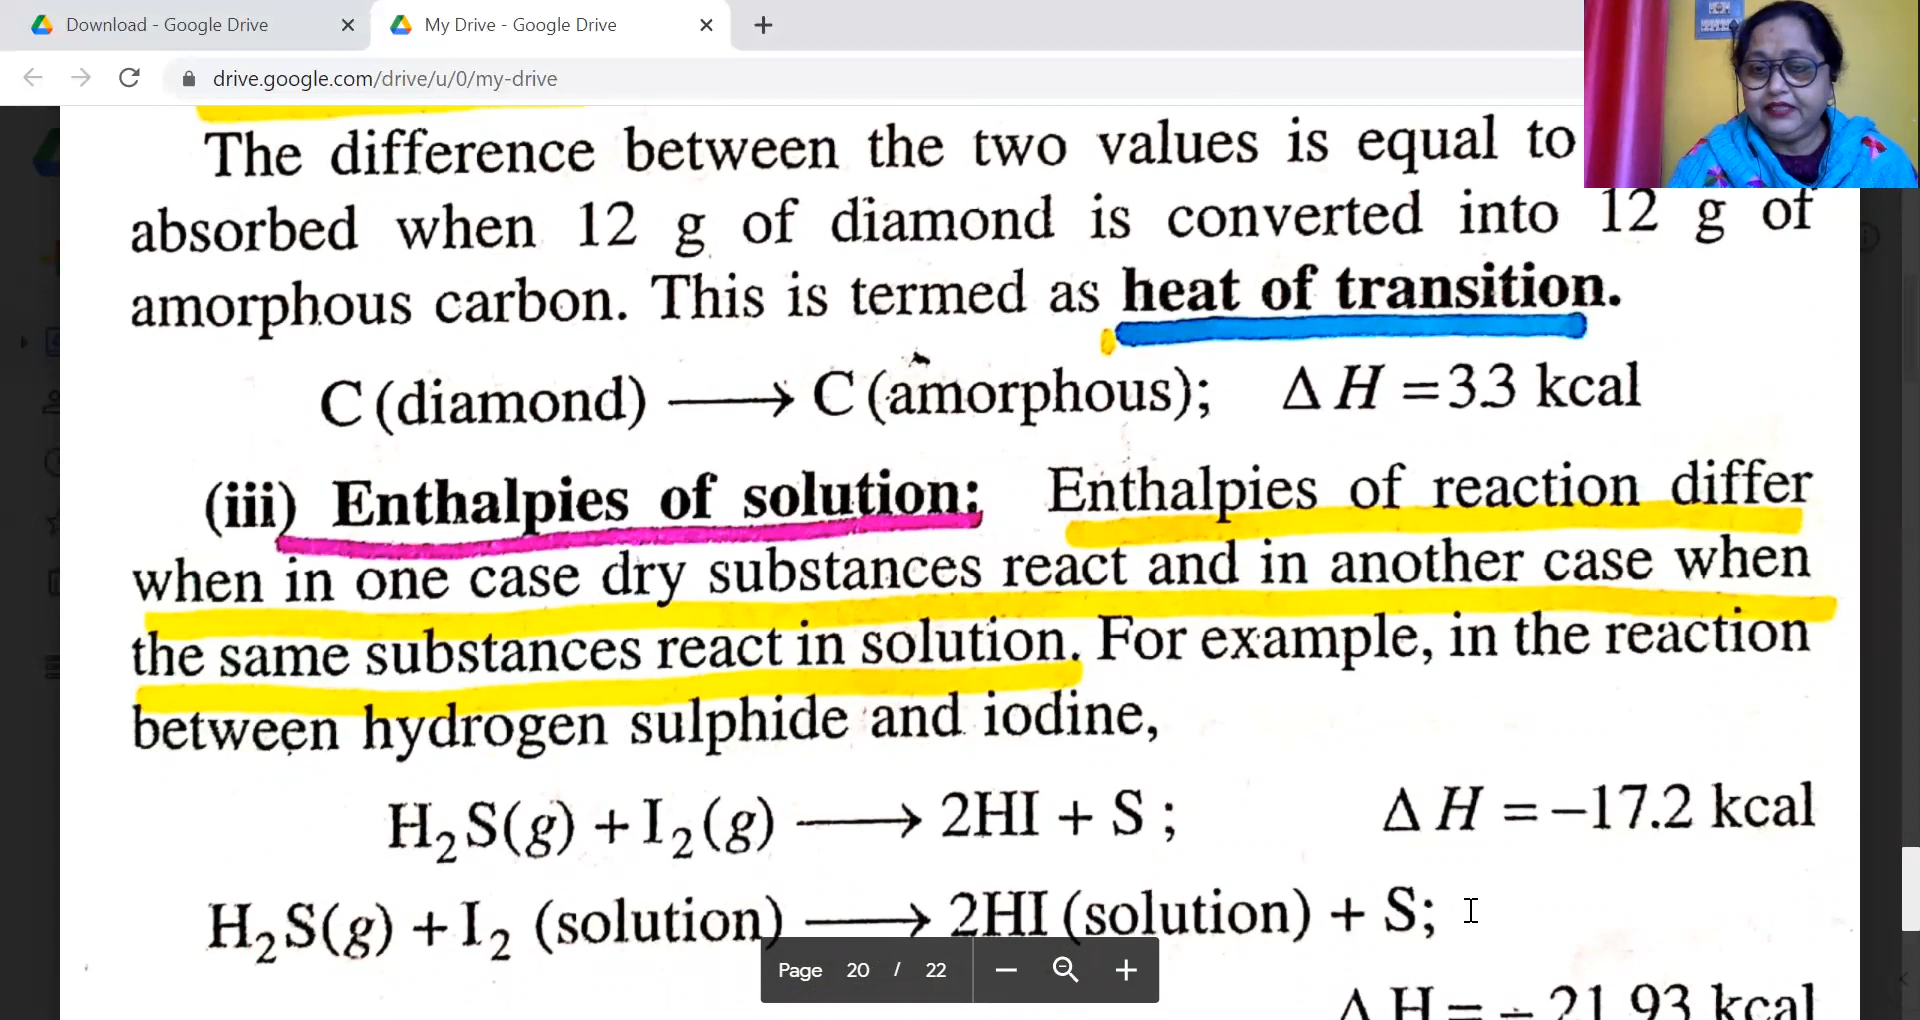 Download - Google Drive
My Drive - Google Drive
drive.google.com/drive/u/0/my-drive
The difference between the two values is equal to
absorbed when 12 g of diamond is converted into 12 g of
amorphous carbon. This is termed as heat of transition.
C (diamond) ⟶ C (amorphous); Δ H = 3.3 kcal
(iii) Enthalpies of solution: Enthalpies of reaction differ
when in one case dry substances react and in another case when
the same substances react in solution. For example, in the reaction
between hydrogen sulphide and iodine,
H₂S(g) + I₂(g) ⟶ 2HI + S ; Δ H = −17.2 kcal
H₂S(g) + I₂ (solution) ⟶ 2HI (solution) + S;
Δ H = − 21.93 kcal
Page 20 / 22